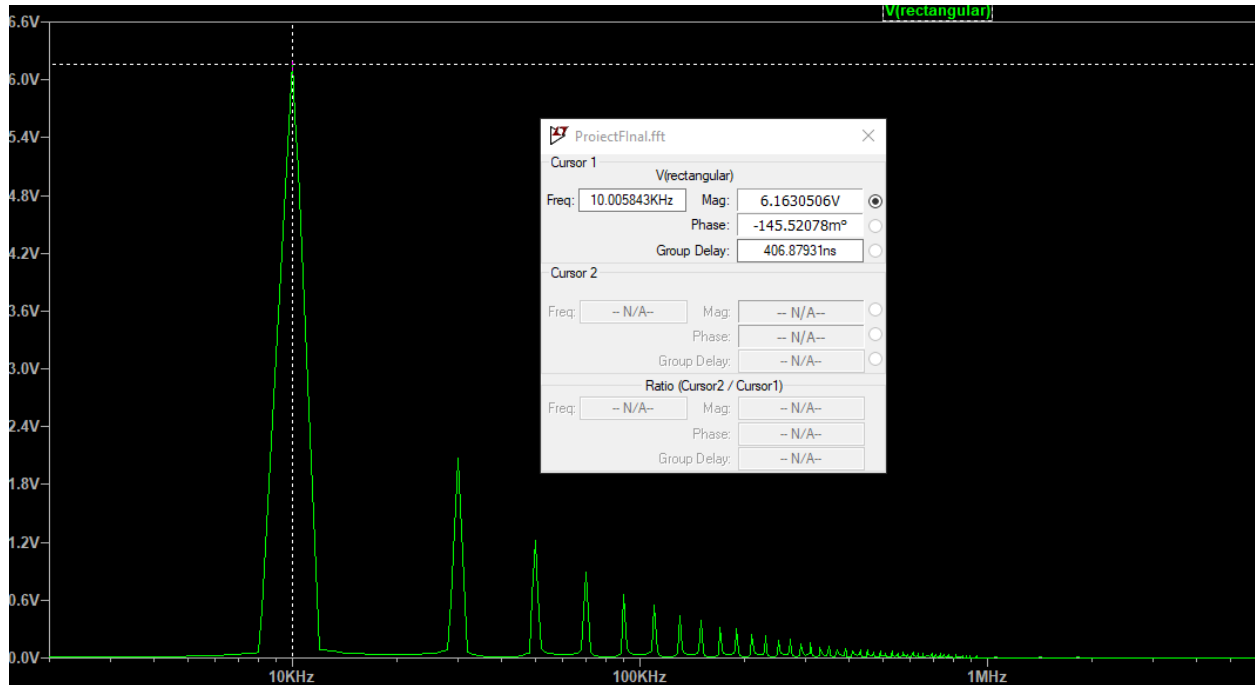 V(rectangular)
6.6V
6.0V
5.4V
4.8V
4.2V
3.6V
3.0V
2.4V
1.8V
1.2V
0.6V
0.0V
10KHz
100KHz
1MHz
ProiectFInal.fft
Cursor 1
V(rectangular)
Freq: 10.005843KHz Mag: 6.1630506V
Phase: -145.52078m°
Group Delay: 406.87931ns
Cursor 2
Freq: -- N/A-- Mag: -- N/A--
Phase: -- N/A--
Group Delay: -- N/A--
Ratio (Cursor2 / Cursor1)
Freq: -- N/A-- Mag: -- N/A--
Phase: -- N/A--
Group Delay: -- N/A--